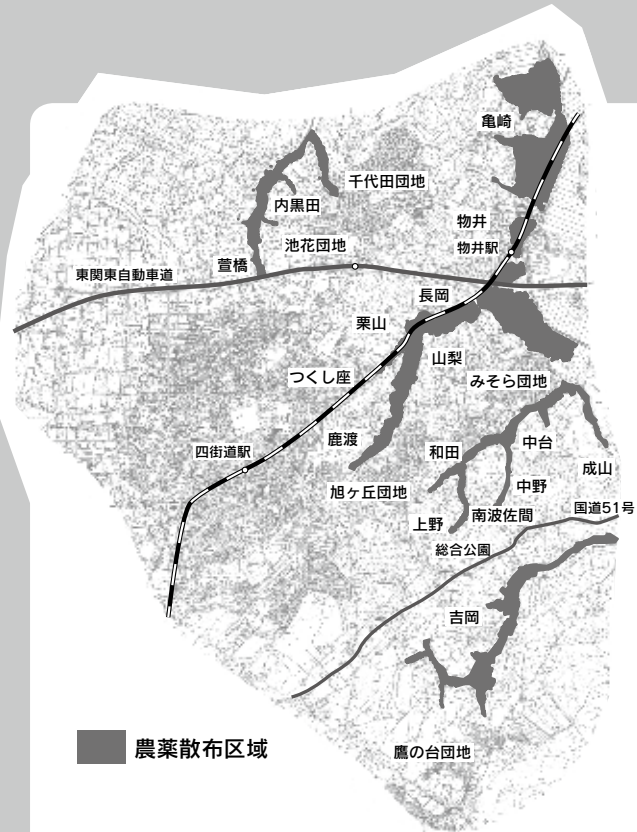 亀崎
千代田団地
内黒田
物井
物井駅
池花団地
萱橋
東関東自動車道
長岡
栗山
山梨
つくし座
みそら団地
鹿渡
和田
中台
四街道駅
成山
旭ヶ丘団地
中野
国道51号
南波佐間
上野
総合公園
吉岡
農薬散布区域
鷹の台団地